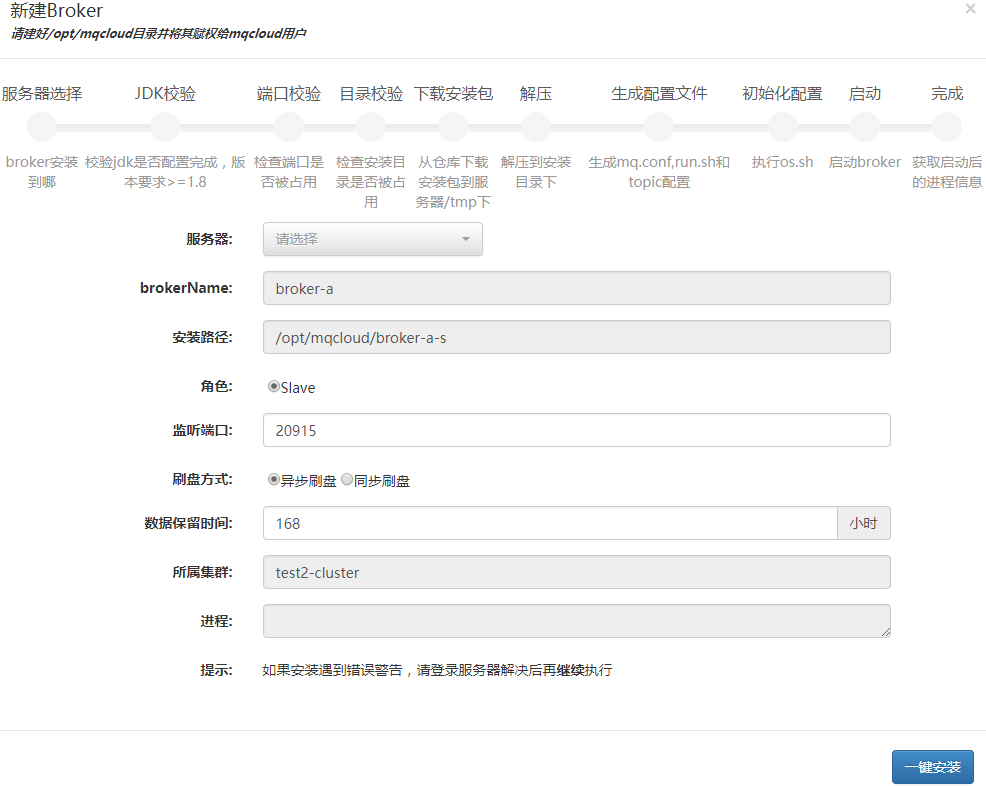 新建Broker
×
请建好/opt/mqcloud目录并将其赋权给mqcloud用户
服务器选择 JDK校验 端口校验 目录校验 下载安装包 解压 生成配置文件 初始化配置 启动 完成
broker安装 校验jdk是否配置完成，版 检查端口是 检查安装目 从仓库下载 解压到安装 生成mq.conf,run.sh和 执行os.sh 启动broker 获取启动后
到哪 本要求>=1.8 否被占用 录是否被占 安装包到服 目录下 topic配置 的进程信息
用 务器/tmp下
服务器: 请选择
brokerName: broker-a
安装路径: /opt/mqcloud/broker-a-s
角色: Slave
监听端口: 20915
刷盘方式: 异步刷盘 同步刷盘
数据保留时间: 168 小时
所属集群: test2-cluster
进程:
提示: 如果安装遇到错误警告，请登录服务器解决后再继续执行
一键安装